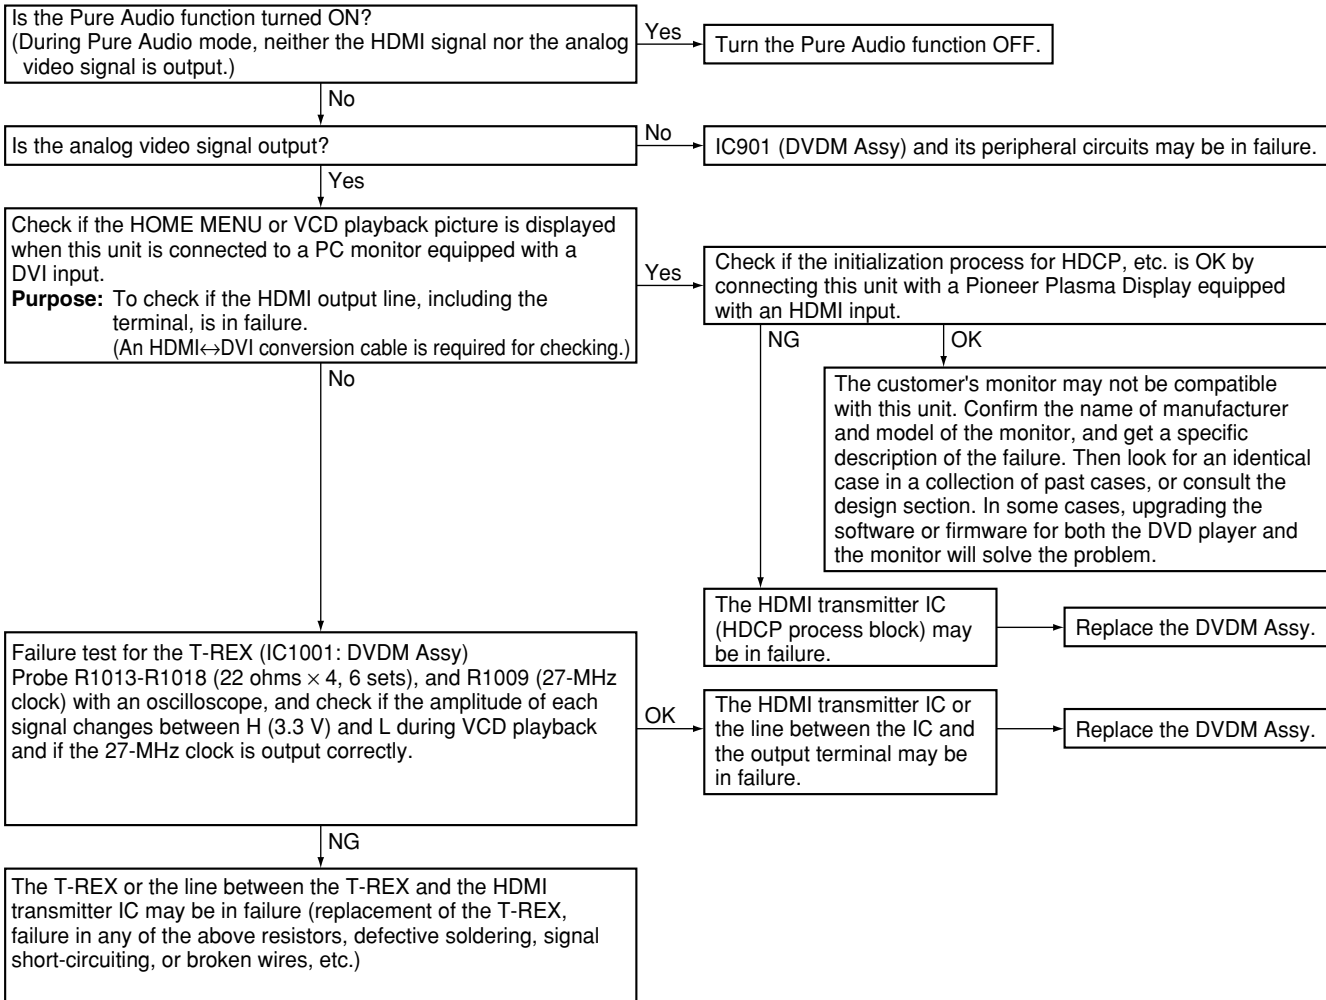 Is the Pure Audio function turned ON?
(During Pure Audio mode, neither the HDMI signal nor the analog
video signal is output.)
Yes
Turn the Pure Audio function OFF.
No
Is the analog video signal output?
No
IC901 (DVDM Assy) and its peripheral circuits may be in failure.
Yes
Check if the HOME MENU or VCD playback picture is displayed
when this unit is connected to a PC monitor equipped with a
DVI input.
Purpose: To check if the HDMI output line, including the
terminal, is in failure.
(An HDMI↔DVI conversion cable is required for checking.)
Yes
Check if the initialization process for HDCP, etc. is OK by
connecting this unit with a Pioneer Plasma Display equipped
with an HDMI input.
NG
OK
The customer's monitor may not be compatible
with this unit. Confirm the name of manufacturer
and model of the monitor, and get a specific
description of the failure. Then look for an identical
case in a collection of past cases, or consult the
design section. In some cases, upgrading the
software or firmware for both the DVD player and
the monitor will solve the problem.
The HDMI transmitter IC
(HDCP process block) may
be in failure.
Replace the DVDM Assy.
No
Failure test for the T-REX (IC1001: DVDM Assy)
Probe R1013-R1018 (22 ohms × 4, 6 sets), and R1009 (27-MHz
clock) with an oscilloscope, and check if the amplitude of each
signal changes between H (3.3 V) and L during VCD playback
and if the 27-MHz clock is output correctly.
OK
The HDMI transmitter IC or
the line between the IC and
the output terminal may be
in failure.
Replace the DVDM Assy.
NG
The T-REX or the line between the T-REX and the HDMI
transmitter IC may be in failure (replacement of the T-REX,
failure in any of the above resistors, defective soldering, signal
short-circuiting, or broken wires, etc.)